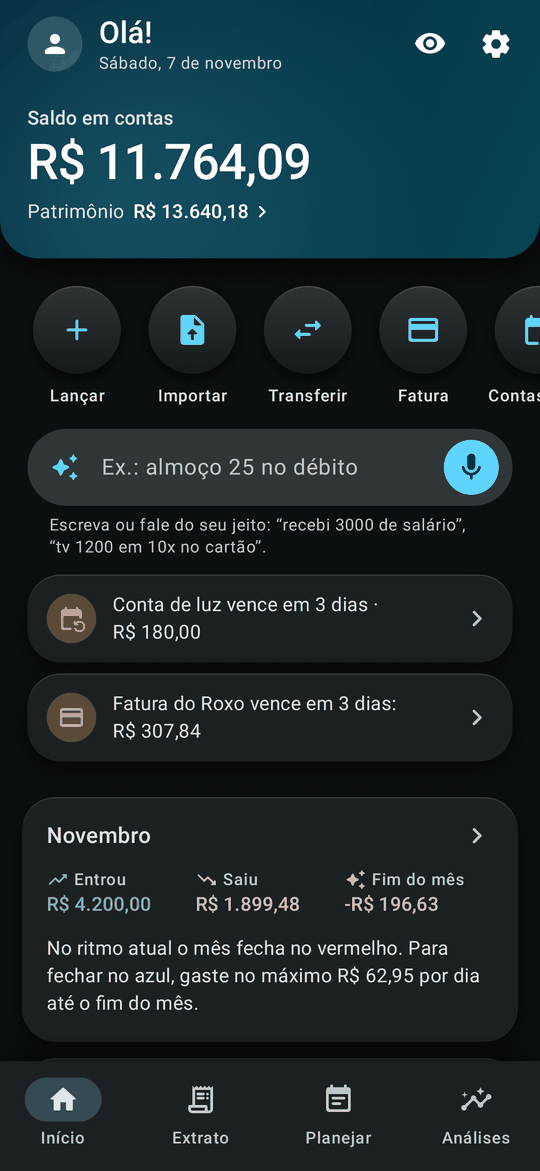 Olá!
Sábado, 7 de novembro
Saldo em contas
R$ 11.764,09
Patrimônio R$ 13.640,18
Lançar
Importar
Transferir
Fatura
Contas
Ex.: almoço 25 no débito
Escreva ou fale do seu jeito: “recebi 3000 de salário”,
“tv 1200 em 10x no cartão”.
Conta de luz vence em 3 dias ·
R$ 180,00
Fatura do Roxo vence em 3 dias:
R$ 307,84
Novembro
Entrou
Saiu
Fim do mês
R$ 4.200,00
R$ 1.899,48
-R$ 196,63
No ritmo atual o mês fecha no vermelho. Para
fechar no azul, gaste no máximo R$ 62,95 por dia
até o fim do mês.
Início
Extrato
Planejar
Análises